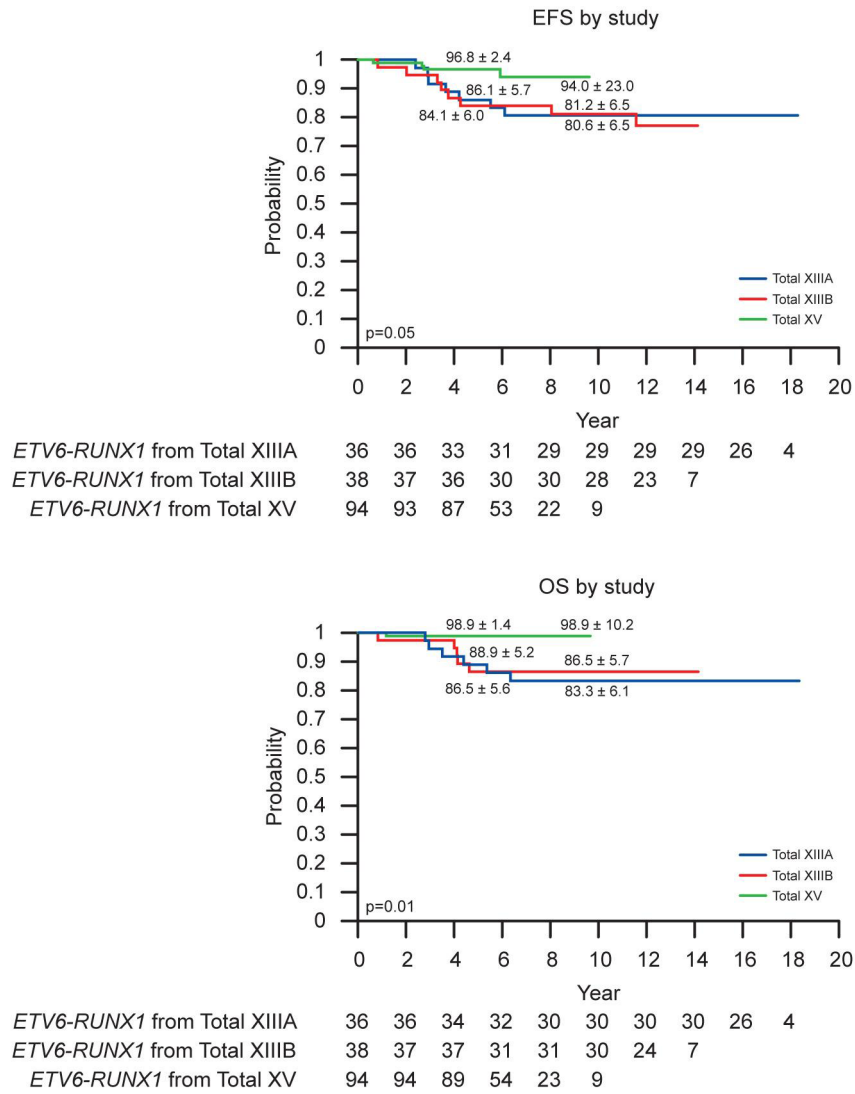 EFS by study
1
96.8 ± 2.4
0.9
86.1 ± 5.7
94.0 ± 23.0
0.8
84.1 ± 6.0
81.2 ± 6.5
80.6 ± 6.5
0.7
0.6
Probability
0.5
0.4
0.3
0.2
0.1
0
Total XIIIA
Total XIIIB
Total XV
p=0.05
0 2 4 6 8 10 12 14 16 18 20
Year
ETV6-RUNX1 from Total XIIIA 36 36 33 31 29 29 29 29 26 4
ETV6-RUNX1 from Total XIIIB 38 37 36 30 30 28 23 7
ETV6-RUNX1 from Total XV 94 93 87 53 22 9
OS by study
1
98.9 ± 1.4
98.9 ± 10.2
0.9
88.9 ± 5.2
86.5 ± 5.7
0.8
86.5 ± 5.6
83.3 ± 6.1
0.7
0.6
Probability
0.5
0.4
0.3
0.2
0.1
0
Total XIIIA
Total XIIIB
Total XV
p=0.01
0 2 4 6 8 10 12 14 16 18 20
Year
ETV6-RUNX1 from Total XIIIA 36 36 34 32 30 30 30 30 26 4
ETV6-RUNX1 from Total XIIIB 38 37 37 31 31 30 24 7
ETV6-RUNX1 from Total XV 94 94 89 54 23 9